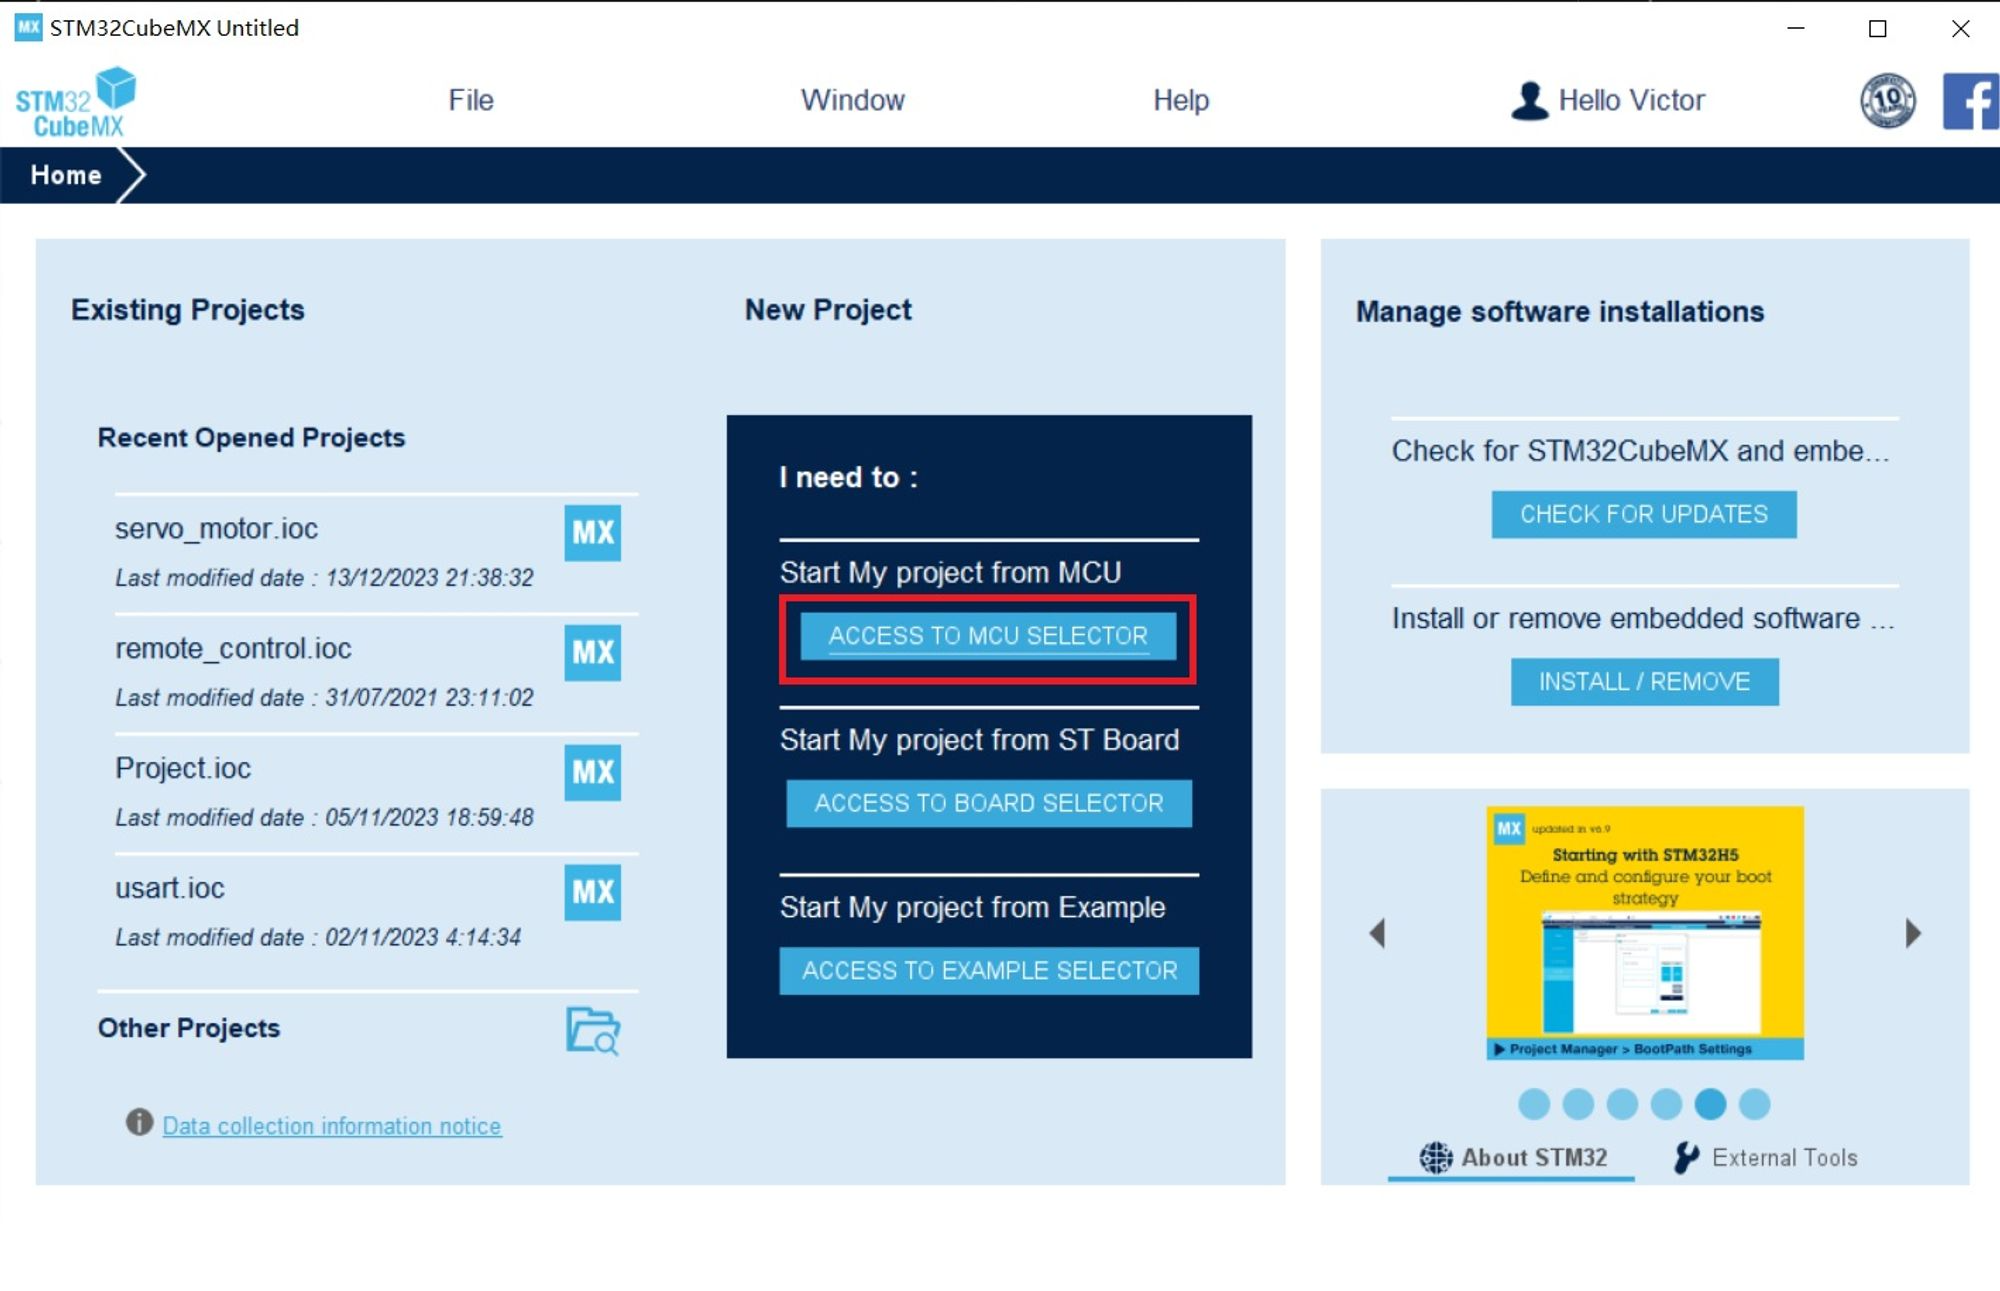 MX STM32CubeMX Untitled
STM32
CubeMX
File
Window
Help
Hello Victor
10
Home
Existing Projects
Recent Opened Projects
servo_motor.ioc
MX
Last modified date : 13/12/2023 21:38:32
remote_control.ioc
MX
Last modified date : 31/07/2021 23:11:02
Project.ioc
MX
Last modified date : 05/11/2023 18:59:48
usart.ioc
MX
Last modified date : 02/11/2023 4:14:34
Other Projects
Data collection information notice
New Project
I need to :
Start My project from MCU
ACCESS TO MCU SELECTOR
Start My project from ST Board
ACCESS TO BOARD SELECTOR
Start My project from Example
ACCESS TO EXAMPLE SELECTOR
Manage software installations
Check for STM32CubeMX and embe...
CHECK FOR UPDATES
Install or remove embedded software ...
INSTALL / REMOVE
MX updated in v6.9
Starting with STM32H5
Define and configure your boot
strategy
Project Manager > BootPath Settings
About STM32
External Tools